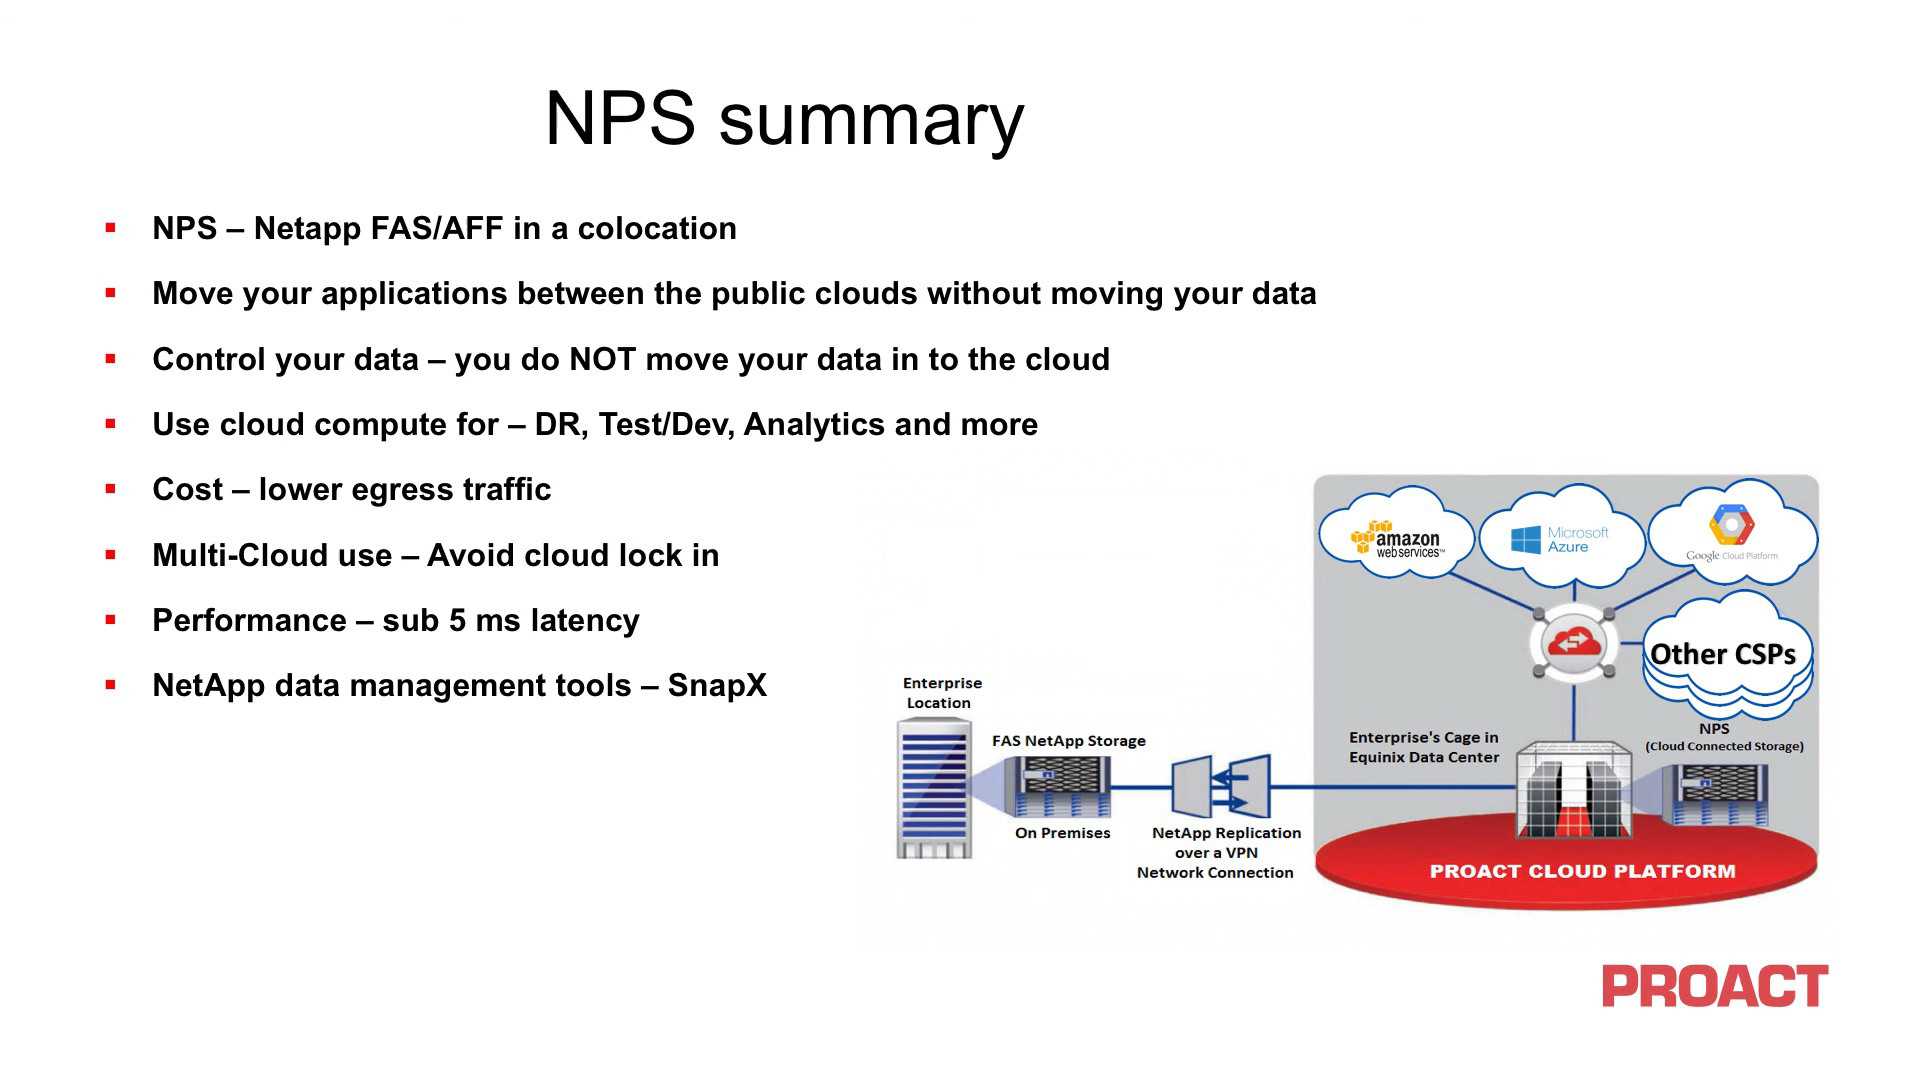 NPS summary
▪ NPS – Netapp FAS/AFF in a colocation
▪ Move your applications between the public clouds without moving your data
▪ Control your data – you do NOT move your data in to the cloud
▪ Use cloud compute for – DR, Test/Dev, Analytics and more
▪ Cost – lower egress traffic
▪ Multi-Cloud use – Avoid cloud lock in
▪ Performance – sub 5 ms latency
▪ NetApp data management tools – SnapX
amazon
web services™
Microsoft
Azure
Google Cloud Platform
Other CSPs
Enterprise
Location
FAS NetApp Storage
On Premises
NetApp Replication
over a VPN
Network Connection
Enterprise's Cage in
Equinix Data Center
NPS
(Cloud Connected Storage)
PROACT CLOUD PLATFORM
PROACT